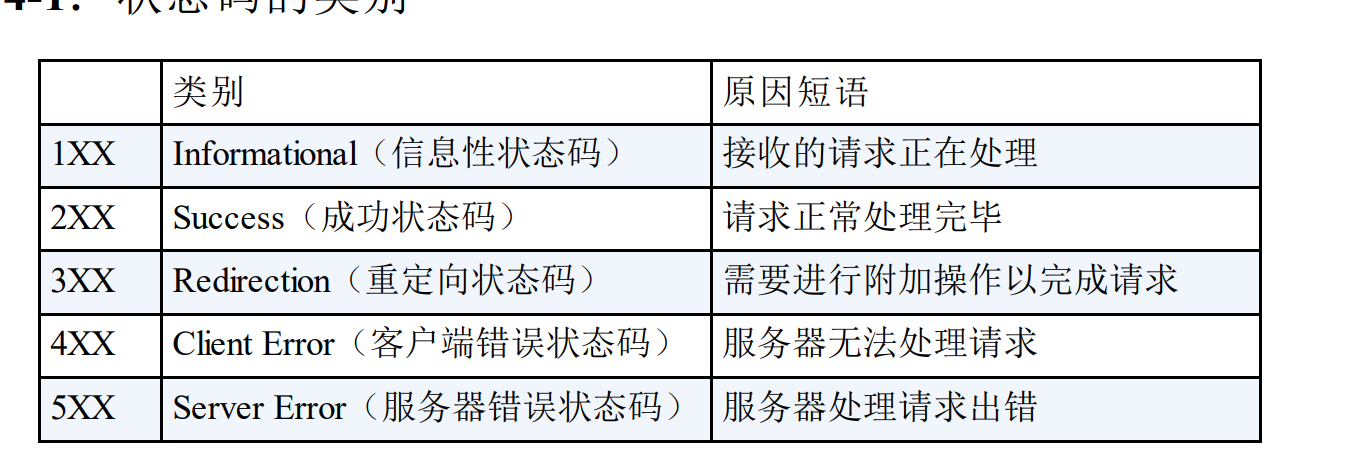 4-1：状态码的类别
类别 原因短语
1XX Informational（信息性状态码） 接收的请求正在处理
2XX Success（成功状态码） 请求正常处理完毕
3XX Redirection（重定向状态码） 需要进行附加操作以完成请求
4XX Client Error（客户端错误状态码） 服务器无法处理请求
5XX Server Error（服务器错误状态码） 服务器处理请求出错